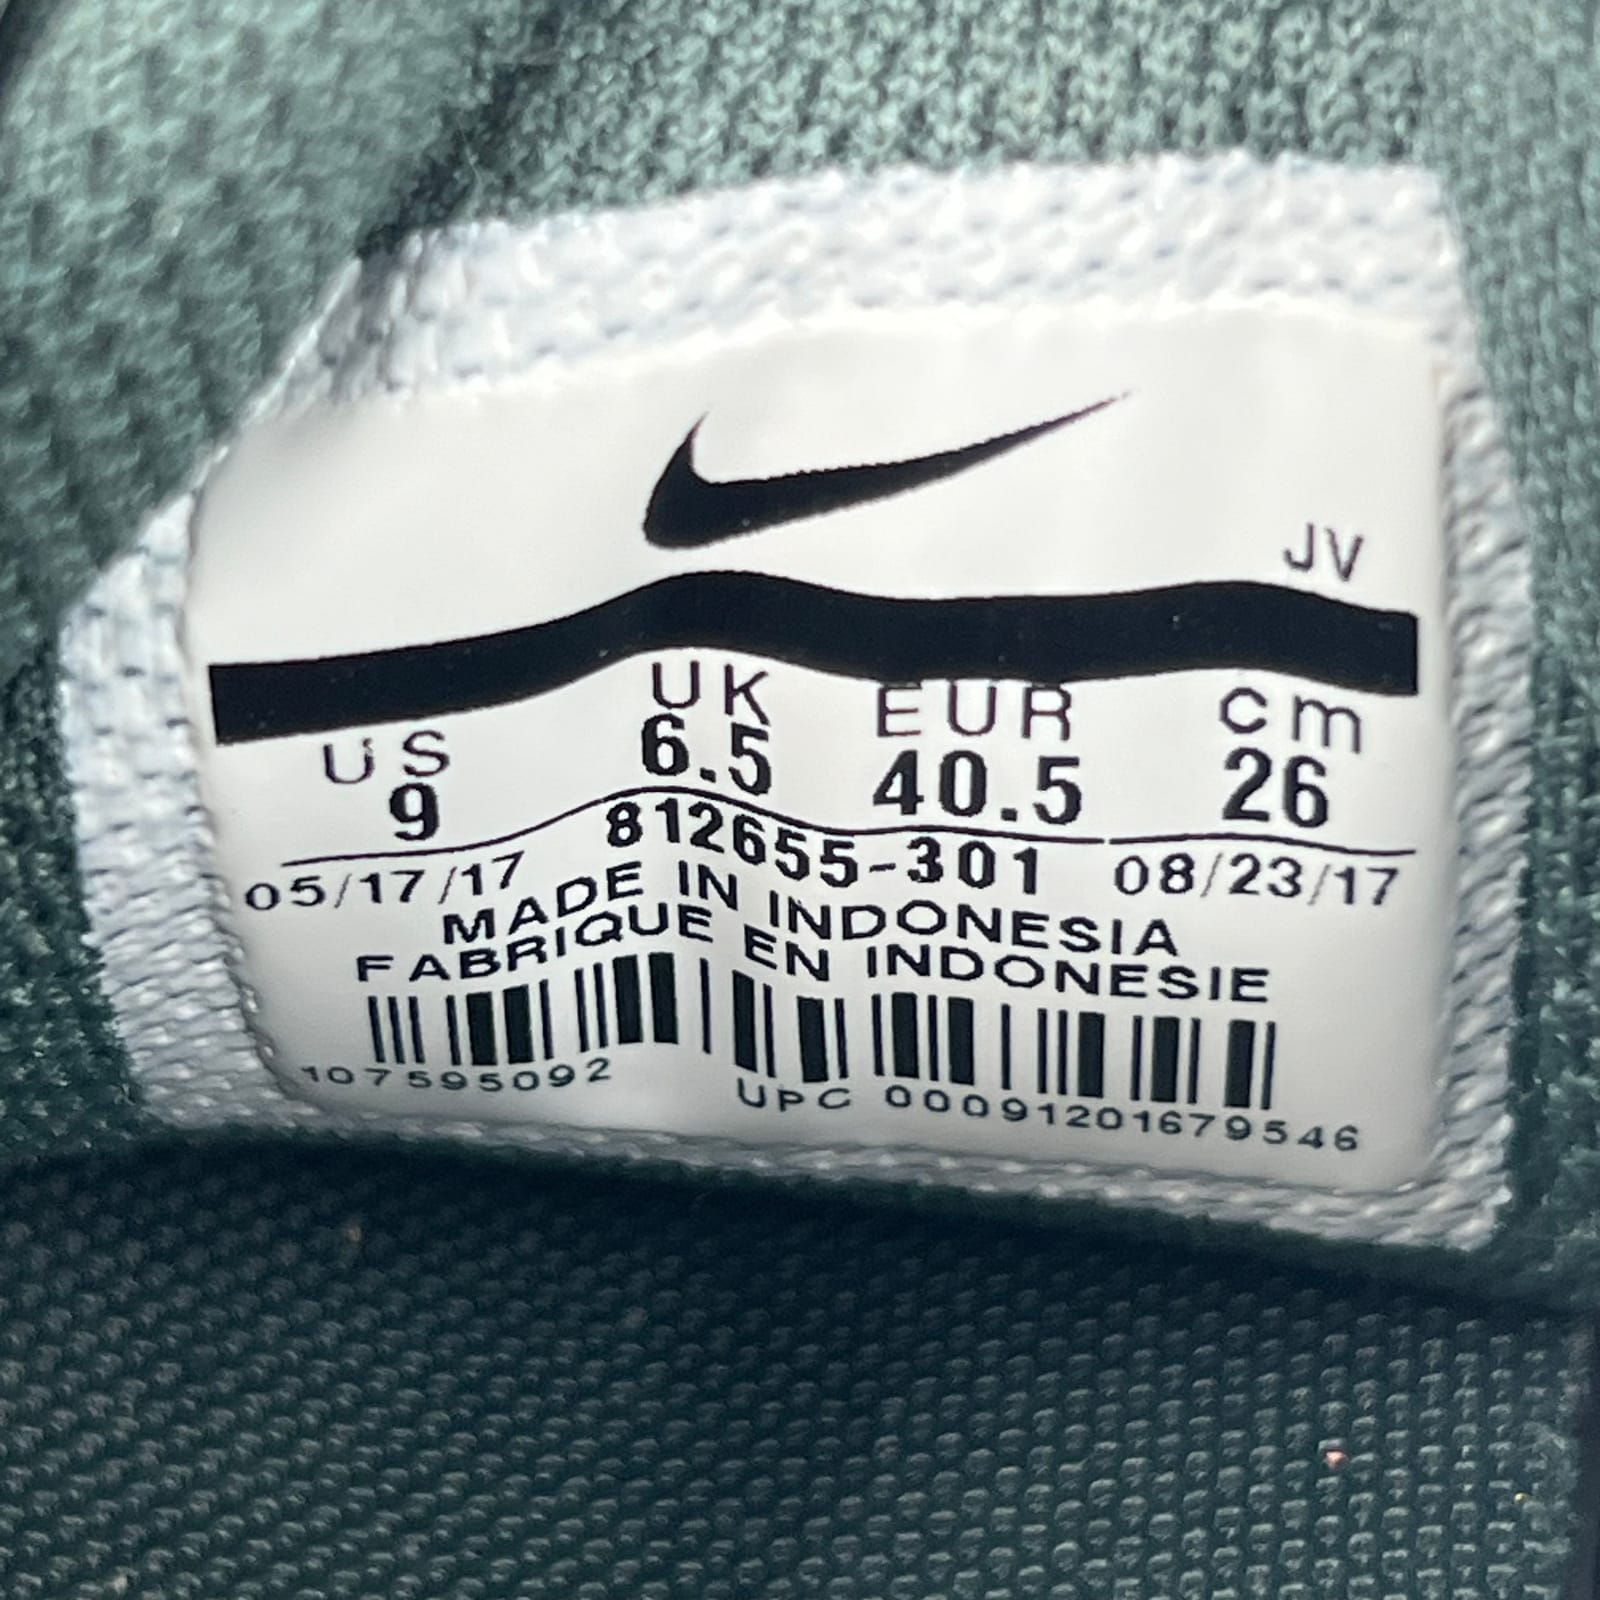 JV
US UK EUR cm
9 6.5 40.5 26
05/17/17 812655-301 08/23/17
MADE IN INDONESIA
FABRIQUE EN INDONESIE
107595092 UPC 00091201679546